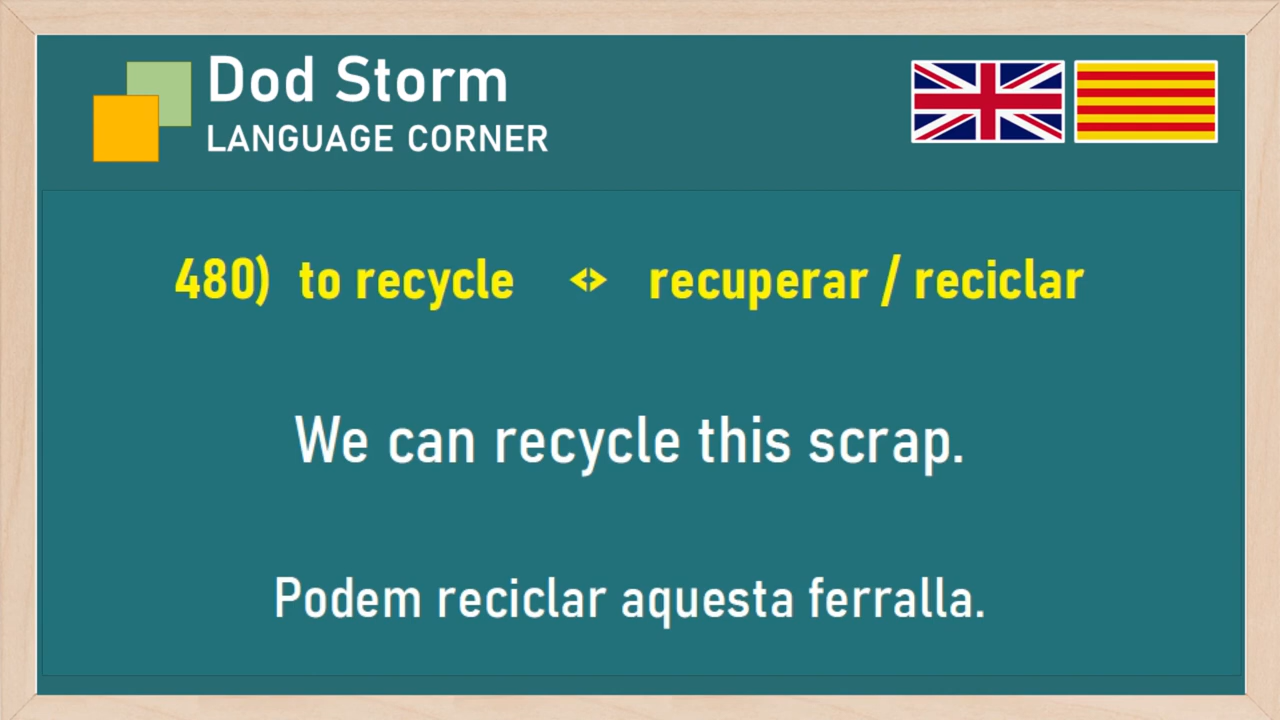 Dod Storm
LANGUAGE CORNER
480) to recycle <> recuperar / reciclar
We can recycle this scrap.
Podem reciclar aquesta ferralla.